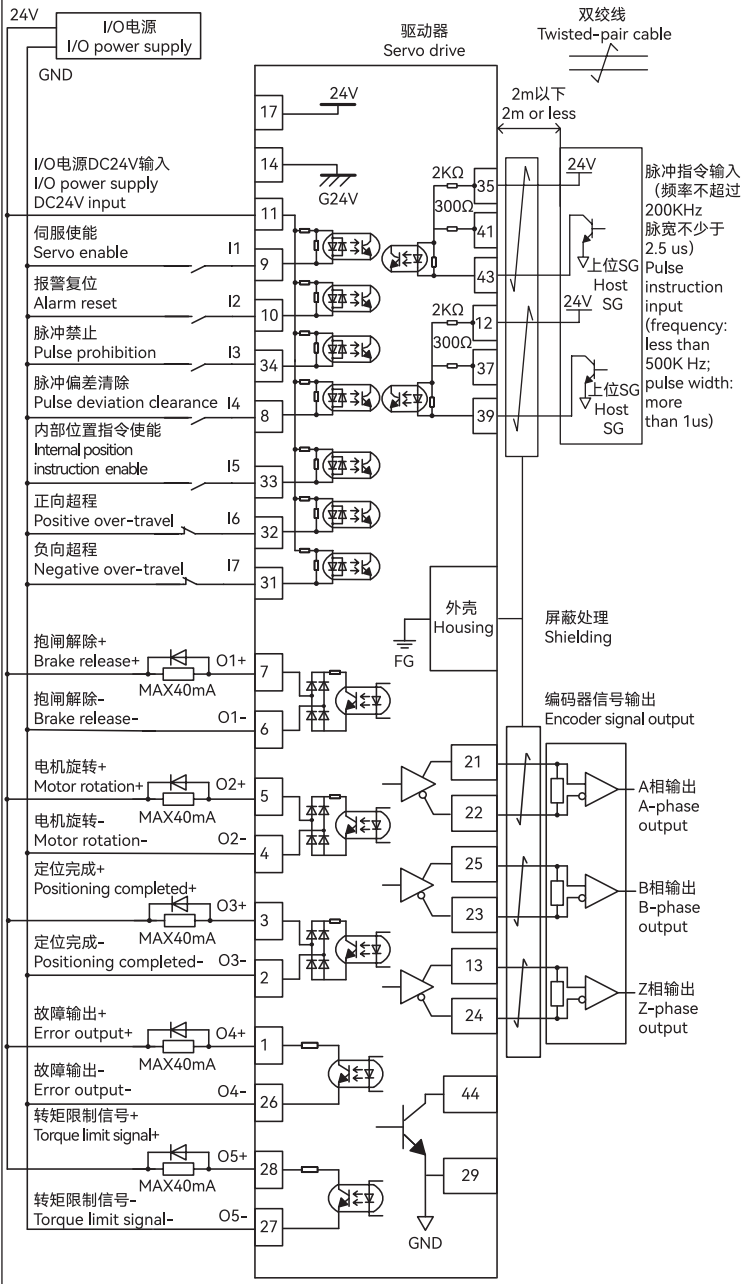 24V
I/O电源
I/O power supply
GND
驱动器
Servo drive
双绞线
Twisted-pair cable
2m以下
2m or less
17
24V
14
G24V
I/O电源DC24V输入
I/O power supply
DC24V input
11
伺服使能
Servo enable
I1
9
报警复位
Alarm reset
I2
10
脉冲禁止
Pulse prohibition
I3
34
脉冲偏差清除
Pulse deviation clearance
I4
8
内部位置指令使能
Internal position
instruction enable
I5
33
正向超程
Positive over-travel
I6
32
负向超程
Negative over-travel
I7
31
2KΩ
35
300Ω
41
43
2KΩ
12
300Ω
37
39
24V
上位SG
Host
SG
24V
上位SG
Host
SG
脉冲指令输入
（频率不超过
200KHz
脉宽不少于
2.5 us）
Pulse
instruction
input
(frequency:
less than
500K Hz;
pulse width:
more
than 1us)
外壳
Housing
FG
屏蔽处理
Shielding
抱闸解除+
Brake release+
MAX40mA
O1+
7
抱闸解除-
Brake release-
O1-
6
电机旋转+
Motor rotation+
MAX40mA
O2+
5
电机旋转-
Motor rotation-
O2-
4
定位完成+
Positioning completed+
MAX40mA
O3+
3
定位完成-
Positioning completed-
O3-
2
故障输出+
Error output+
MAX40mA
O4+
1
故障输出-
Error output-
O4-
26
转矩限制信号+
Torque limit signal+
MAX40mA
O5+
28
转矩限制信号-
Torque limit signal-
O5-
27
编码器信号输出
Encoder signal output
21
22
A相输出
A-phase
output
25
23
B相输出
B-phase
output
13
24
Z相输出
Z-phase
output
44
29
GND